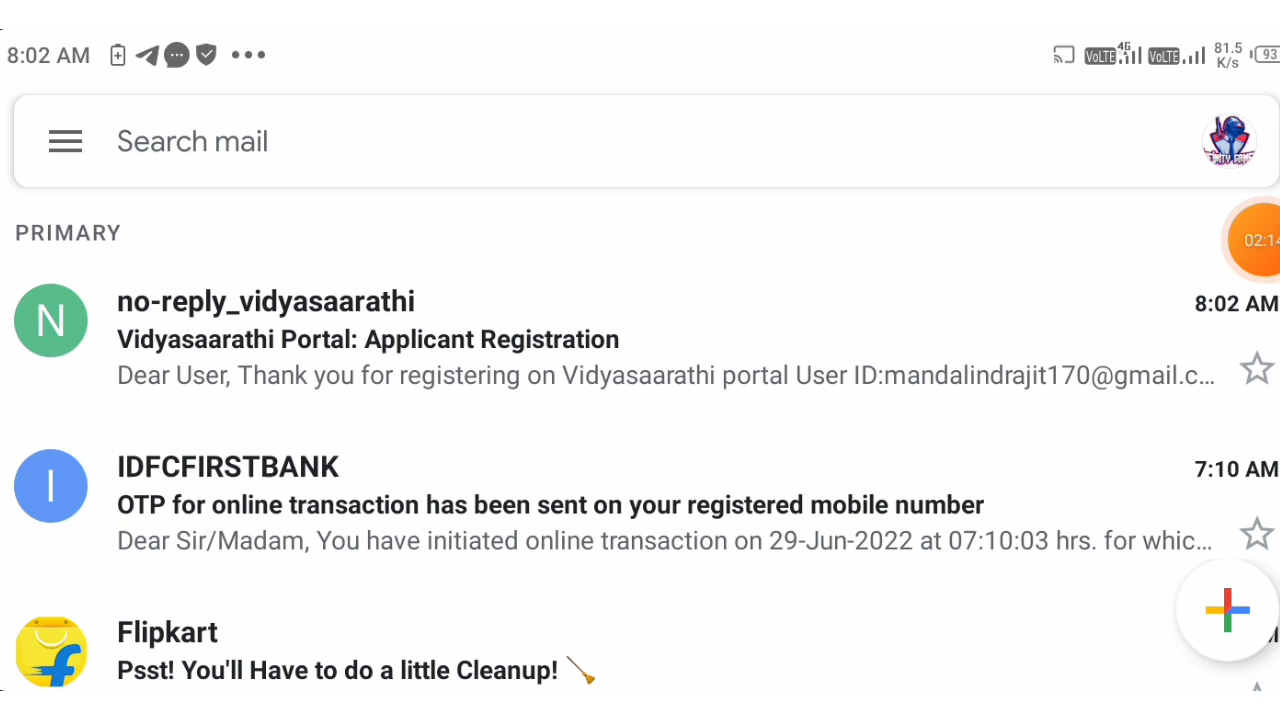 8:02 AM
VoLTE 4G VoLTE 81.5 K/s 93
Search mail
PRIMARY
02:14
N
no-reply_vidyasaarathi
8:02 AM
Vidyasaarathi Portal: Applicant Registration
Dear User, Thank you for registering on Vidyasaarathi portal User ID:mandalindrajit170@gmail.c...
I
IDFCFIRSTBANK
7:10 AM
OTP for online transaction has been sent on your registered mobile number
Dear Sir/Madam, You have initiated online transaction on 29-Jun-2022 at 07:10:03 hrs. for whic...
Flipkart
Psst! You'll Have to do a little Cleanup! 🧹